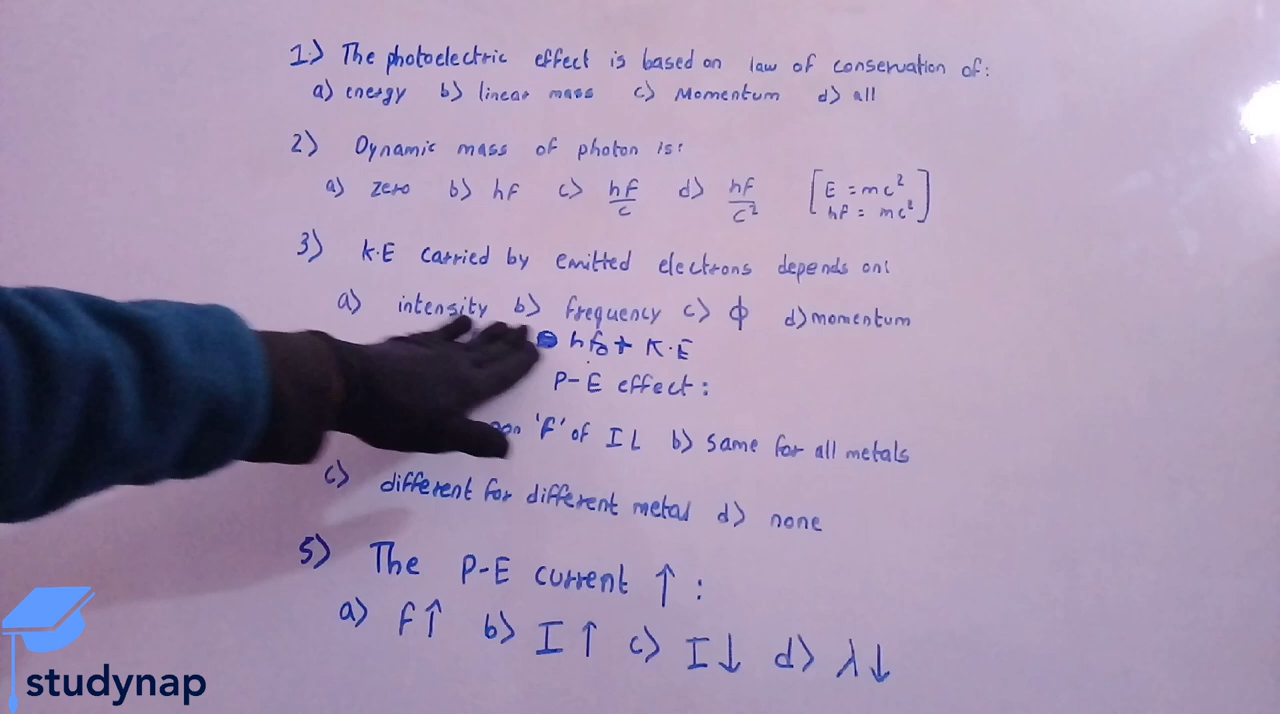 1.) The photoelectric effect is based on law of conservation of:
a) energy b) linear mass c) Momentum d) all
2) Dynamic mass of photon is:
a) zero b) hf c) hf/c d) hf/c² [E = mc²
hf = mc²]
3) K.E carried by emitted electrons depends on:
a) intensity b) frequency c) ϕ d) momentum
hf₀ + K.E
P-E effect:
'F' of IL b) same for all metals
c) different for different metal d) none
5) The P-E current ↑ :
a) f↑ b) I↑ c) I↓ d) λ↓
studynap